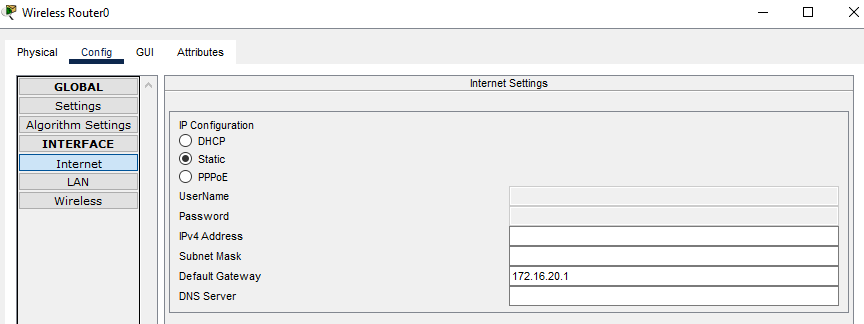 Wireless Router0
Physical Config GUI Attributes
GLOBAL
Settings
Algorithm Settings
INTERFACE
Internet
LAN
Wireless
Internet Settings
IP Configuration
DHCP
Static
PPPoE
UserName
Password
IPv4 Address
Subnet Mask
Default Gateway 172.16.20.1
DNS Server